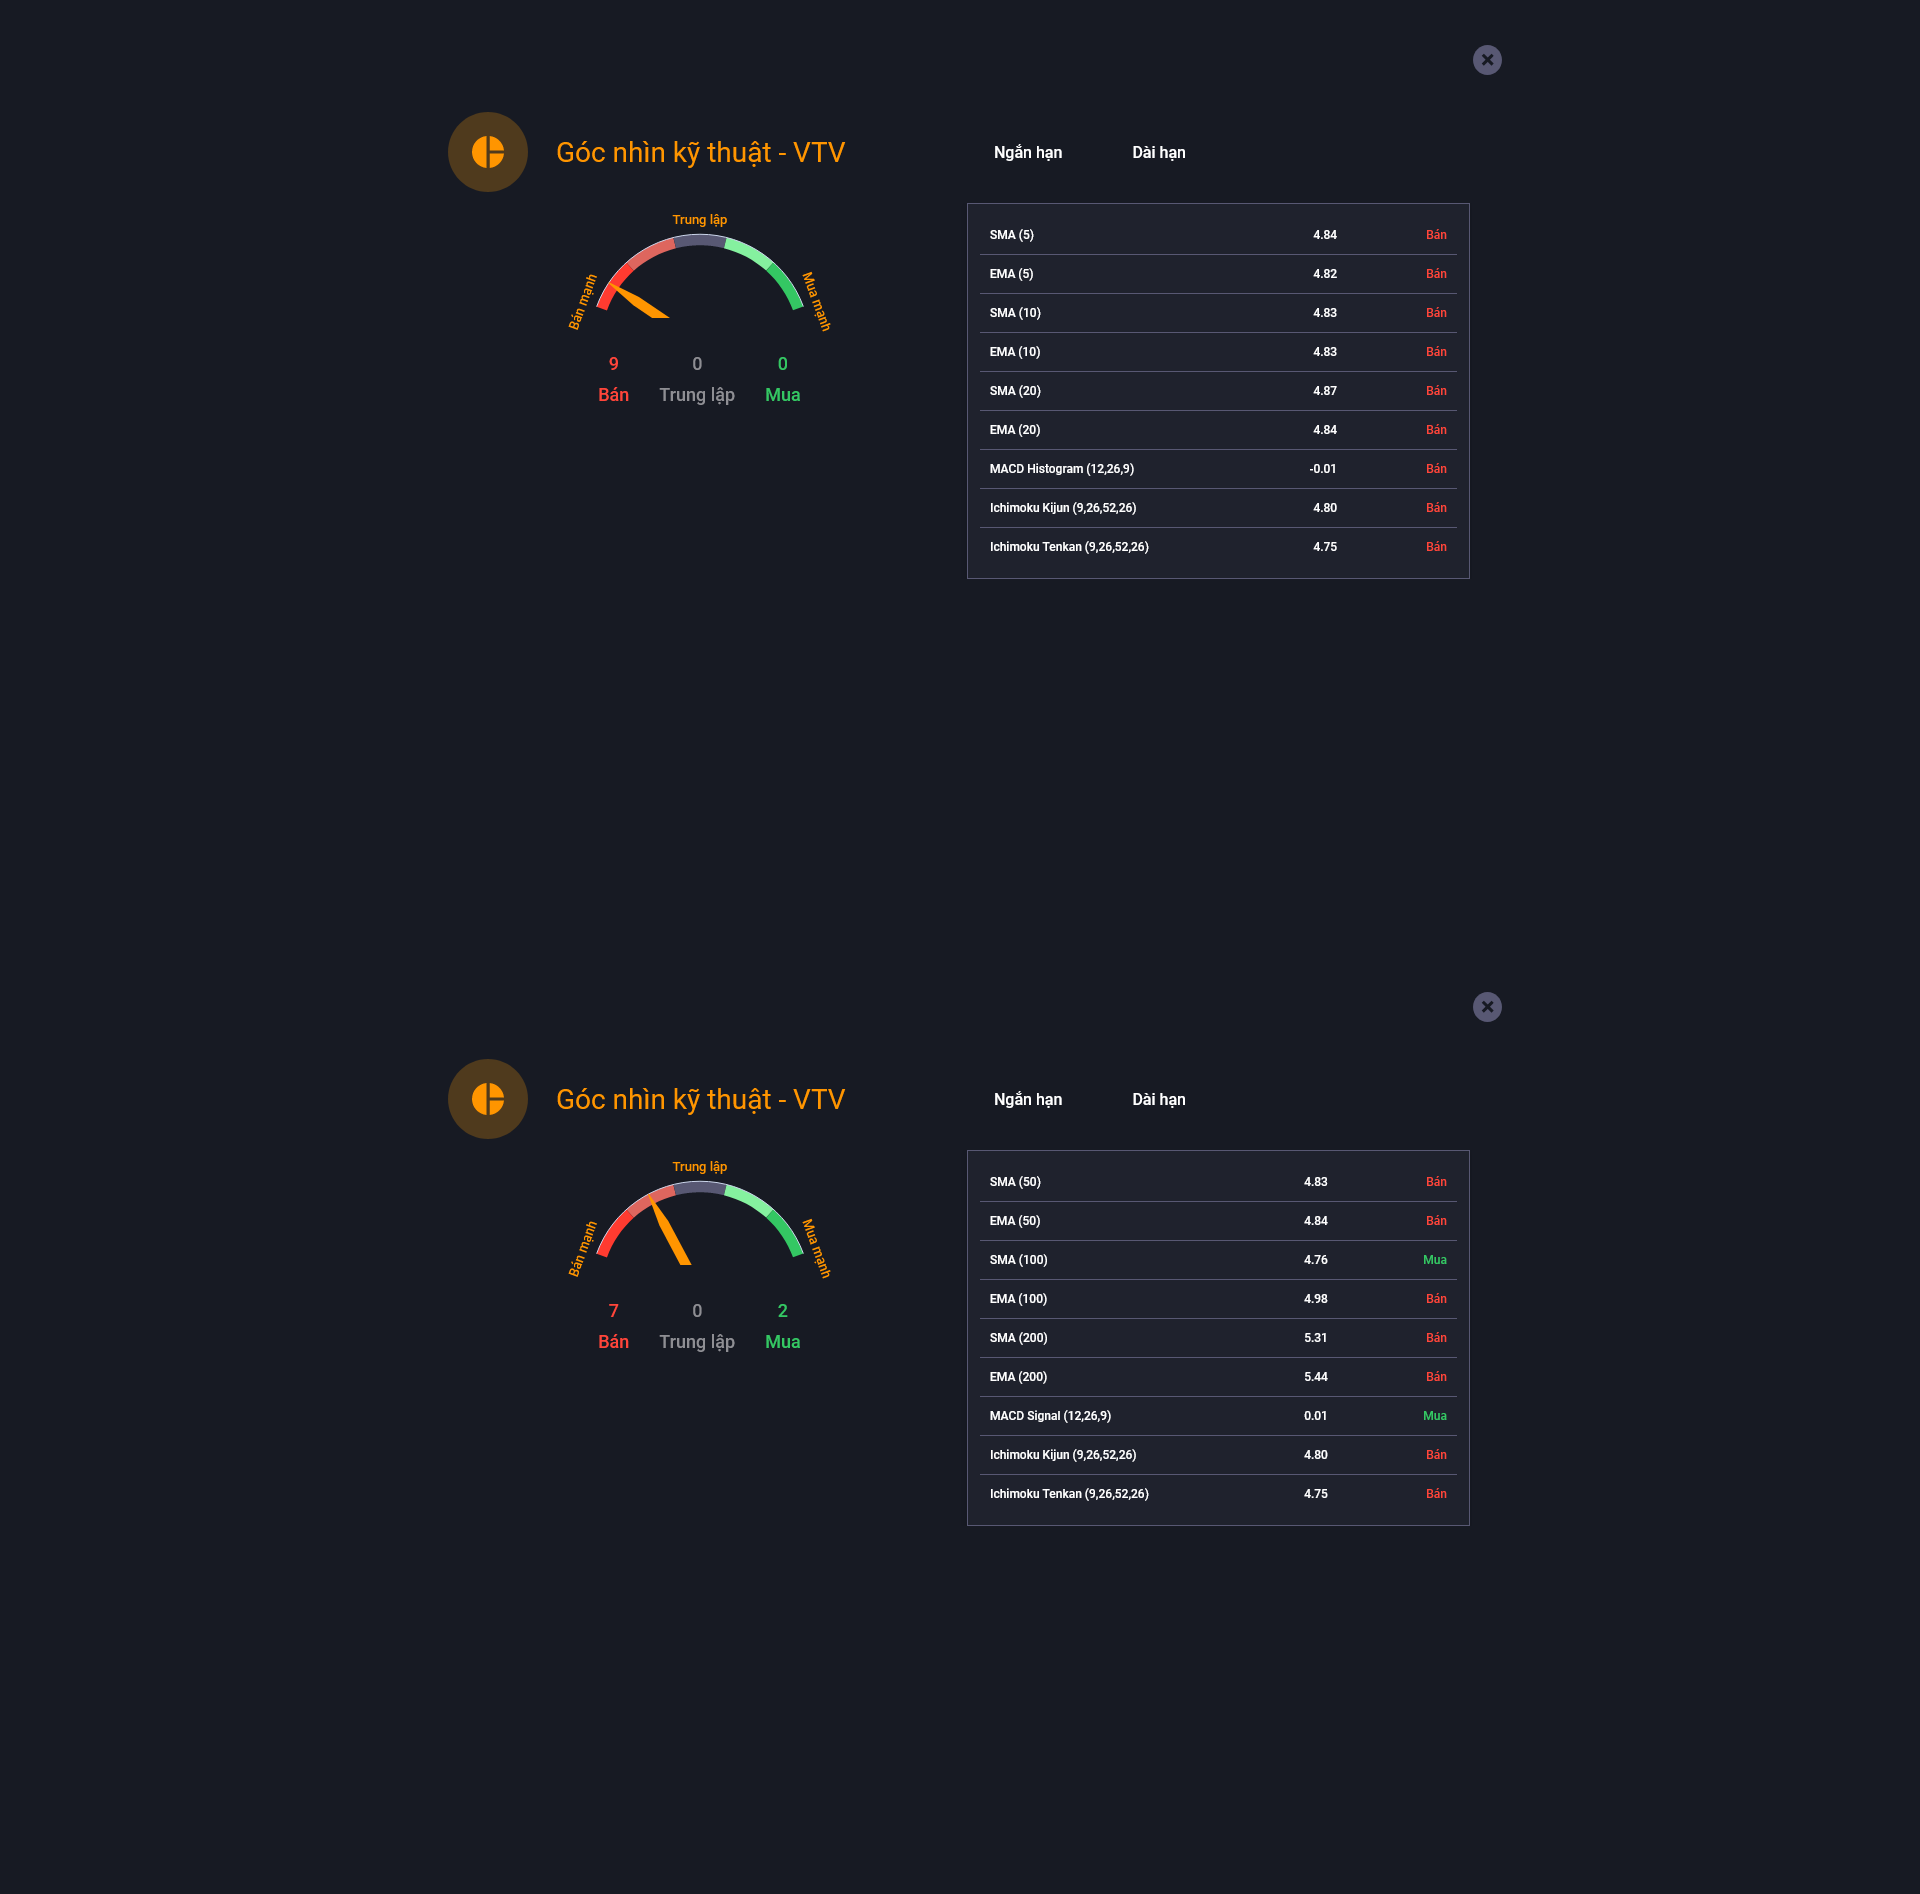 Góc nhìn kỹ thuật - VTV
Ngắn hạn Dài hạn
Trung lập
Bán mạnh
Mua mạnh
9 0 0
Bán Trung lập Mua
SMA (5) 4.84 Bán
EMA (5) 4.82 Bán
SMA (10) 4.83 Bán
EMA (10) 4.83 Bán
SMA (20) 4.87 Bán
EMA (20) 4.84 Bán
MACD Histogram (12,26,9) -0.01 Bán
Ichimoku Kijun (9,26,52,26) 4.80 Bán
Ichimoku Tenkan (9,26,52,26) 4.75 Bán
Góc nhìn kỹ thuật - VTV
Ngắn hạn Dài hạn
Trung lập
Bán mạnh
Mua mạnh
7 0 2
Bán Trung lập Mua
SMA (50) 4.83 Bán
EMA (50) 4.84 Bán
SMA (100) 4.76 Mua
EMA (100) 4.98 Bán
SMA (200) 5.31 Bán
EMA (200) 5.44 Bán
MACD Signal (12,26,9) 0.01 Mua
Ichimoku Kijun (9,26,52,26) 4.80 Bán
Ichimoku Tenkan (9,26,52,26) 4.75 Bán